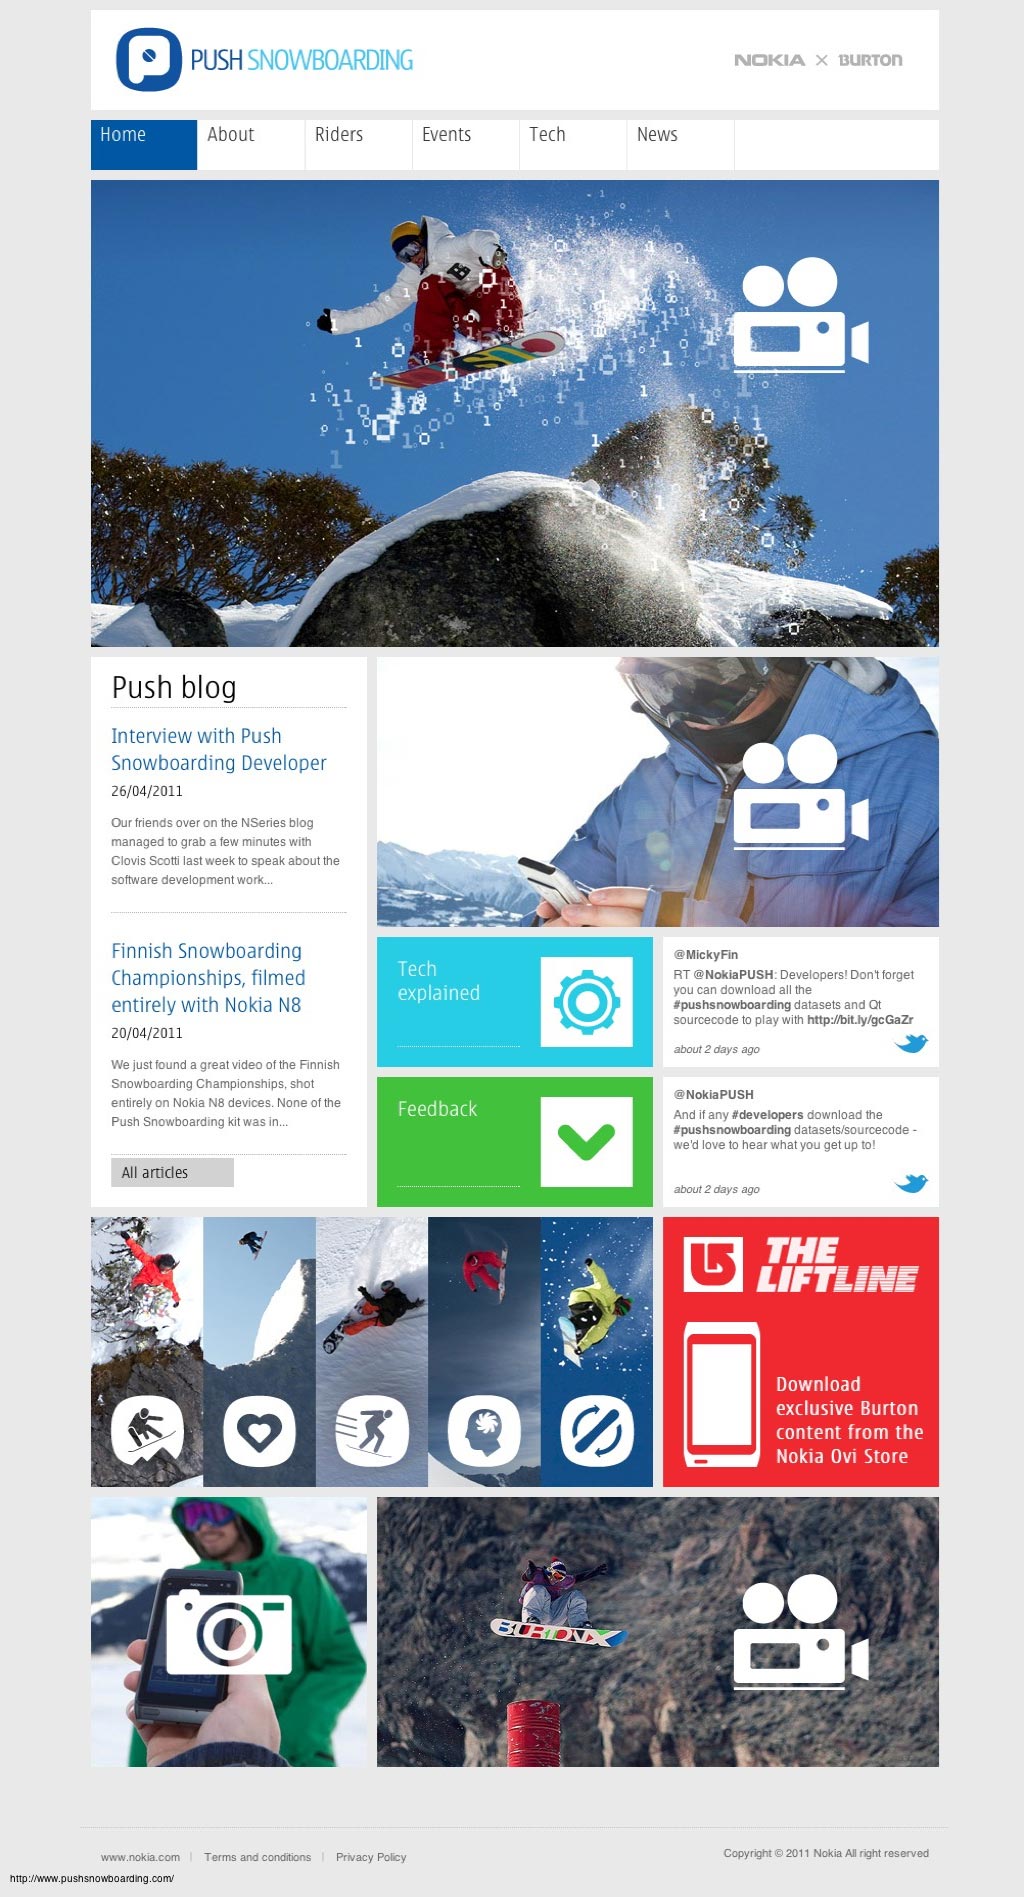 PUSH SNOWBOARDING
NOKIA × BURTON
Home
About
Riders
Events
Tech
News
Push blog
Interview with Push
Snowboarding Developer
26/04/2011
Our friends over on the NSeries blog
managed to grab a few minutes with
Clovis Scotti last week to speak about the
software development work...
Finnish Snowboarding
Championships, filmed
entirely with Nokia N8
20/04/2011
We just found a great video of the Finnish
Snowboarding Championships, shot
entirely on Nokia N8 devices. None of the
Push Snowboarding kit was in...
All articles
Tech
explained
Feedback
@MickyFin
RT @NokiaPUSH: Developers! Don't forget
you can download all the
#pushsnowboarding datasets and Qt
sourcecode to play with http://bit.ly/gcGaZr
about 2 days ago
@NokiaPUSH
And if any #developers download the
#pushsnowboarding datasets/sourcecode -
we'd love to hear what you get up to!
about 2 days ago
THE
LIFTLINE
Download
exclusive Burton
content from the
Nokia Ovi Store
NOKIA
BURTON
www.nokia.com | Terms and conditions | Privacy Policy
Copyright © 2011 Nokia All right reserved
http://www.pushsnowboarding.com/